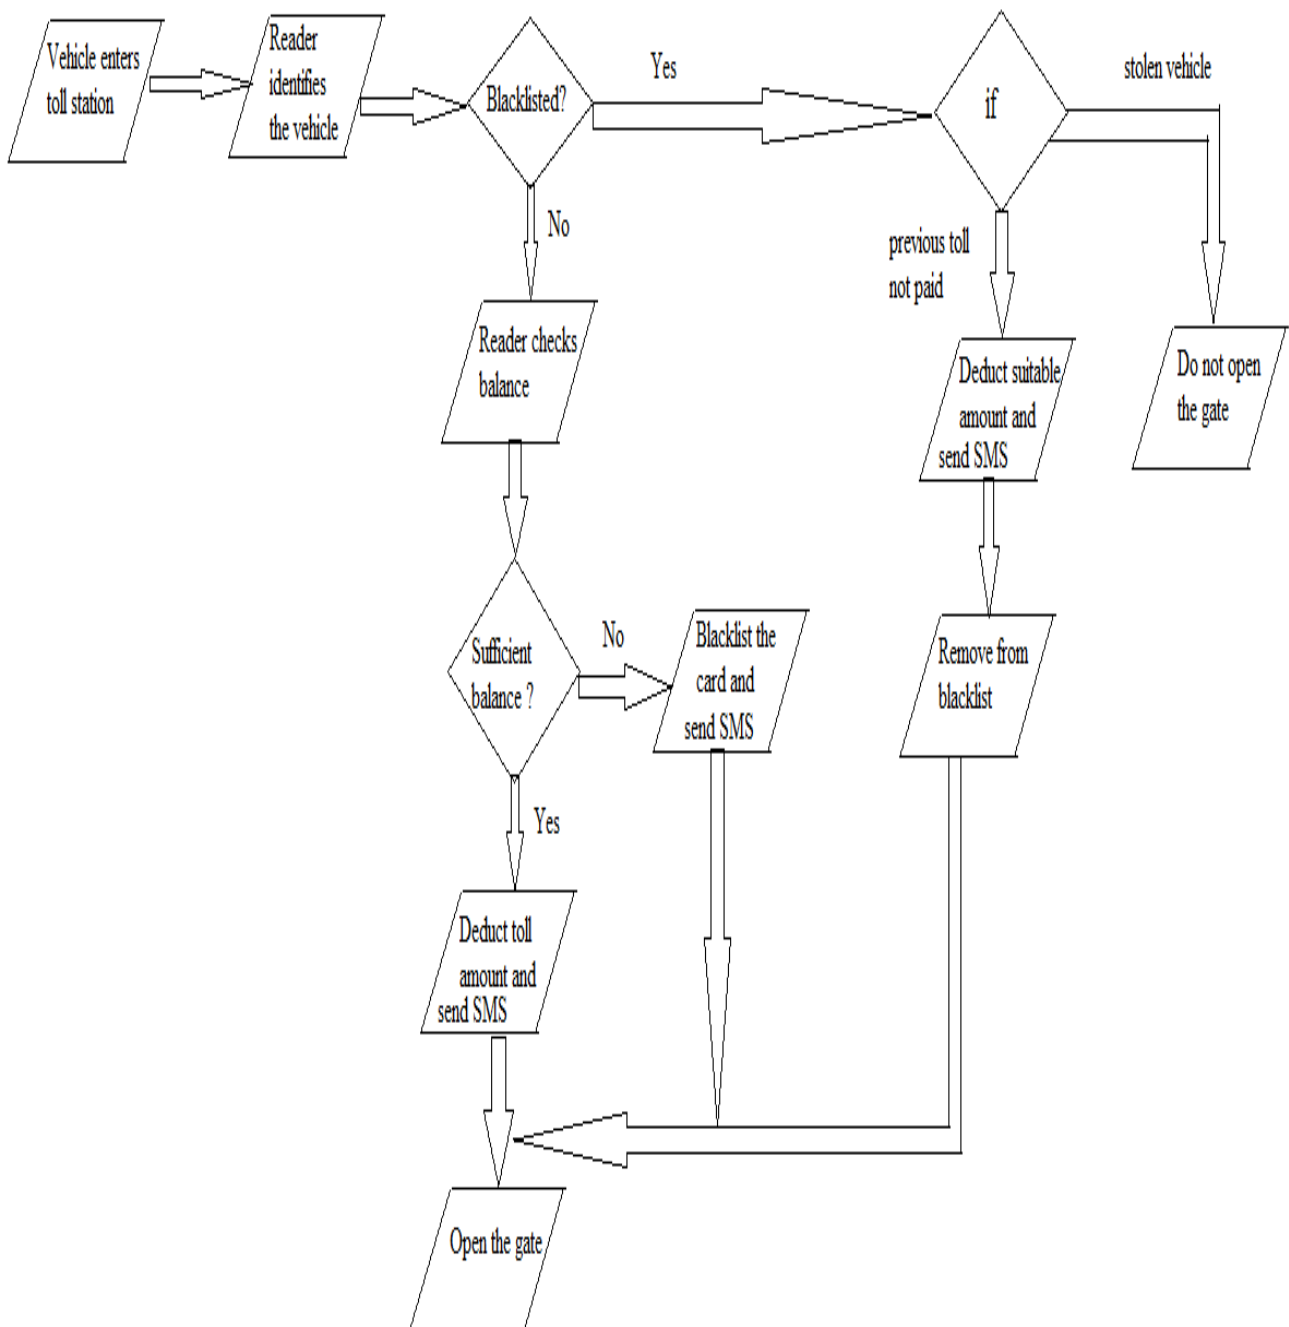 Vehicle enters
toll station
Reader
identifies
the vehicle
Blacklisted?
Yes
if
stolen vehicle
No
previous toll
not paid
Reader checks
balance
Deduct suitable
amount and
send SMS
Do not open
the gate
Sufficient
balance ?
No
Blacklist the
card and
send SMS
Remove from
blacklist
Yes
Deduct toll
amount and
send SMS
Open the gate